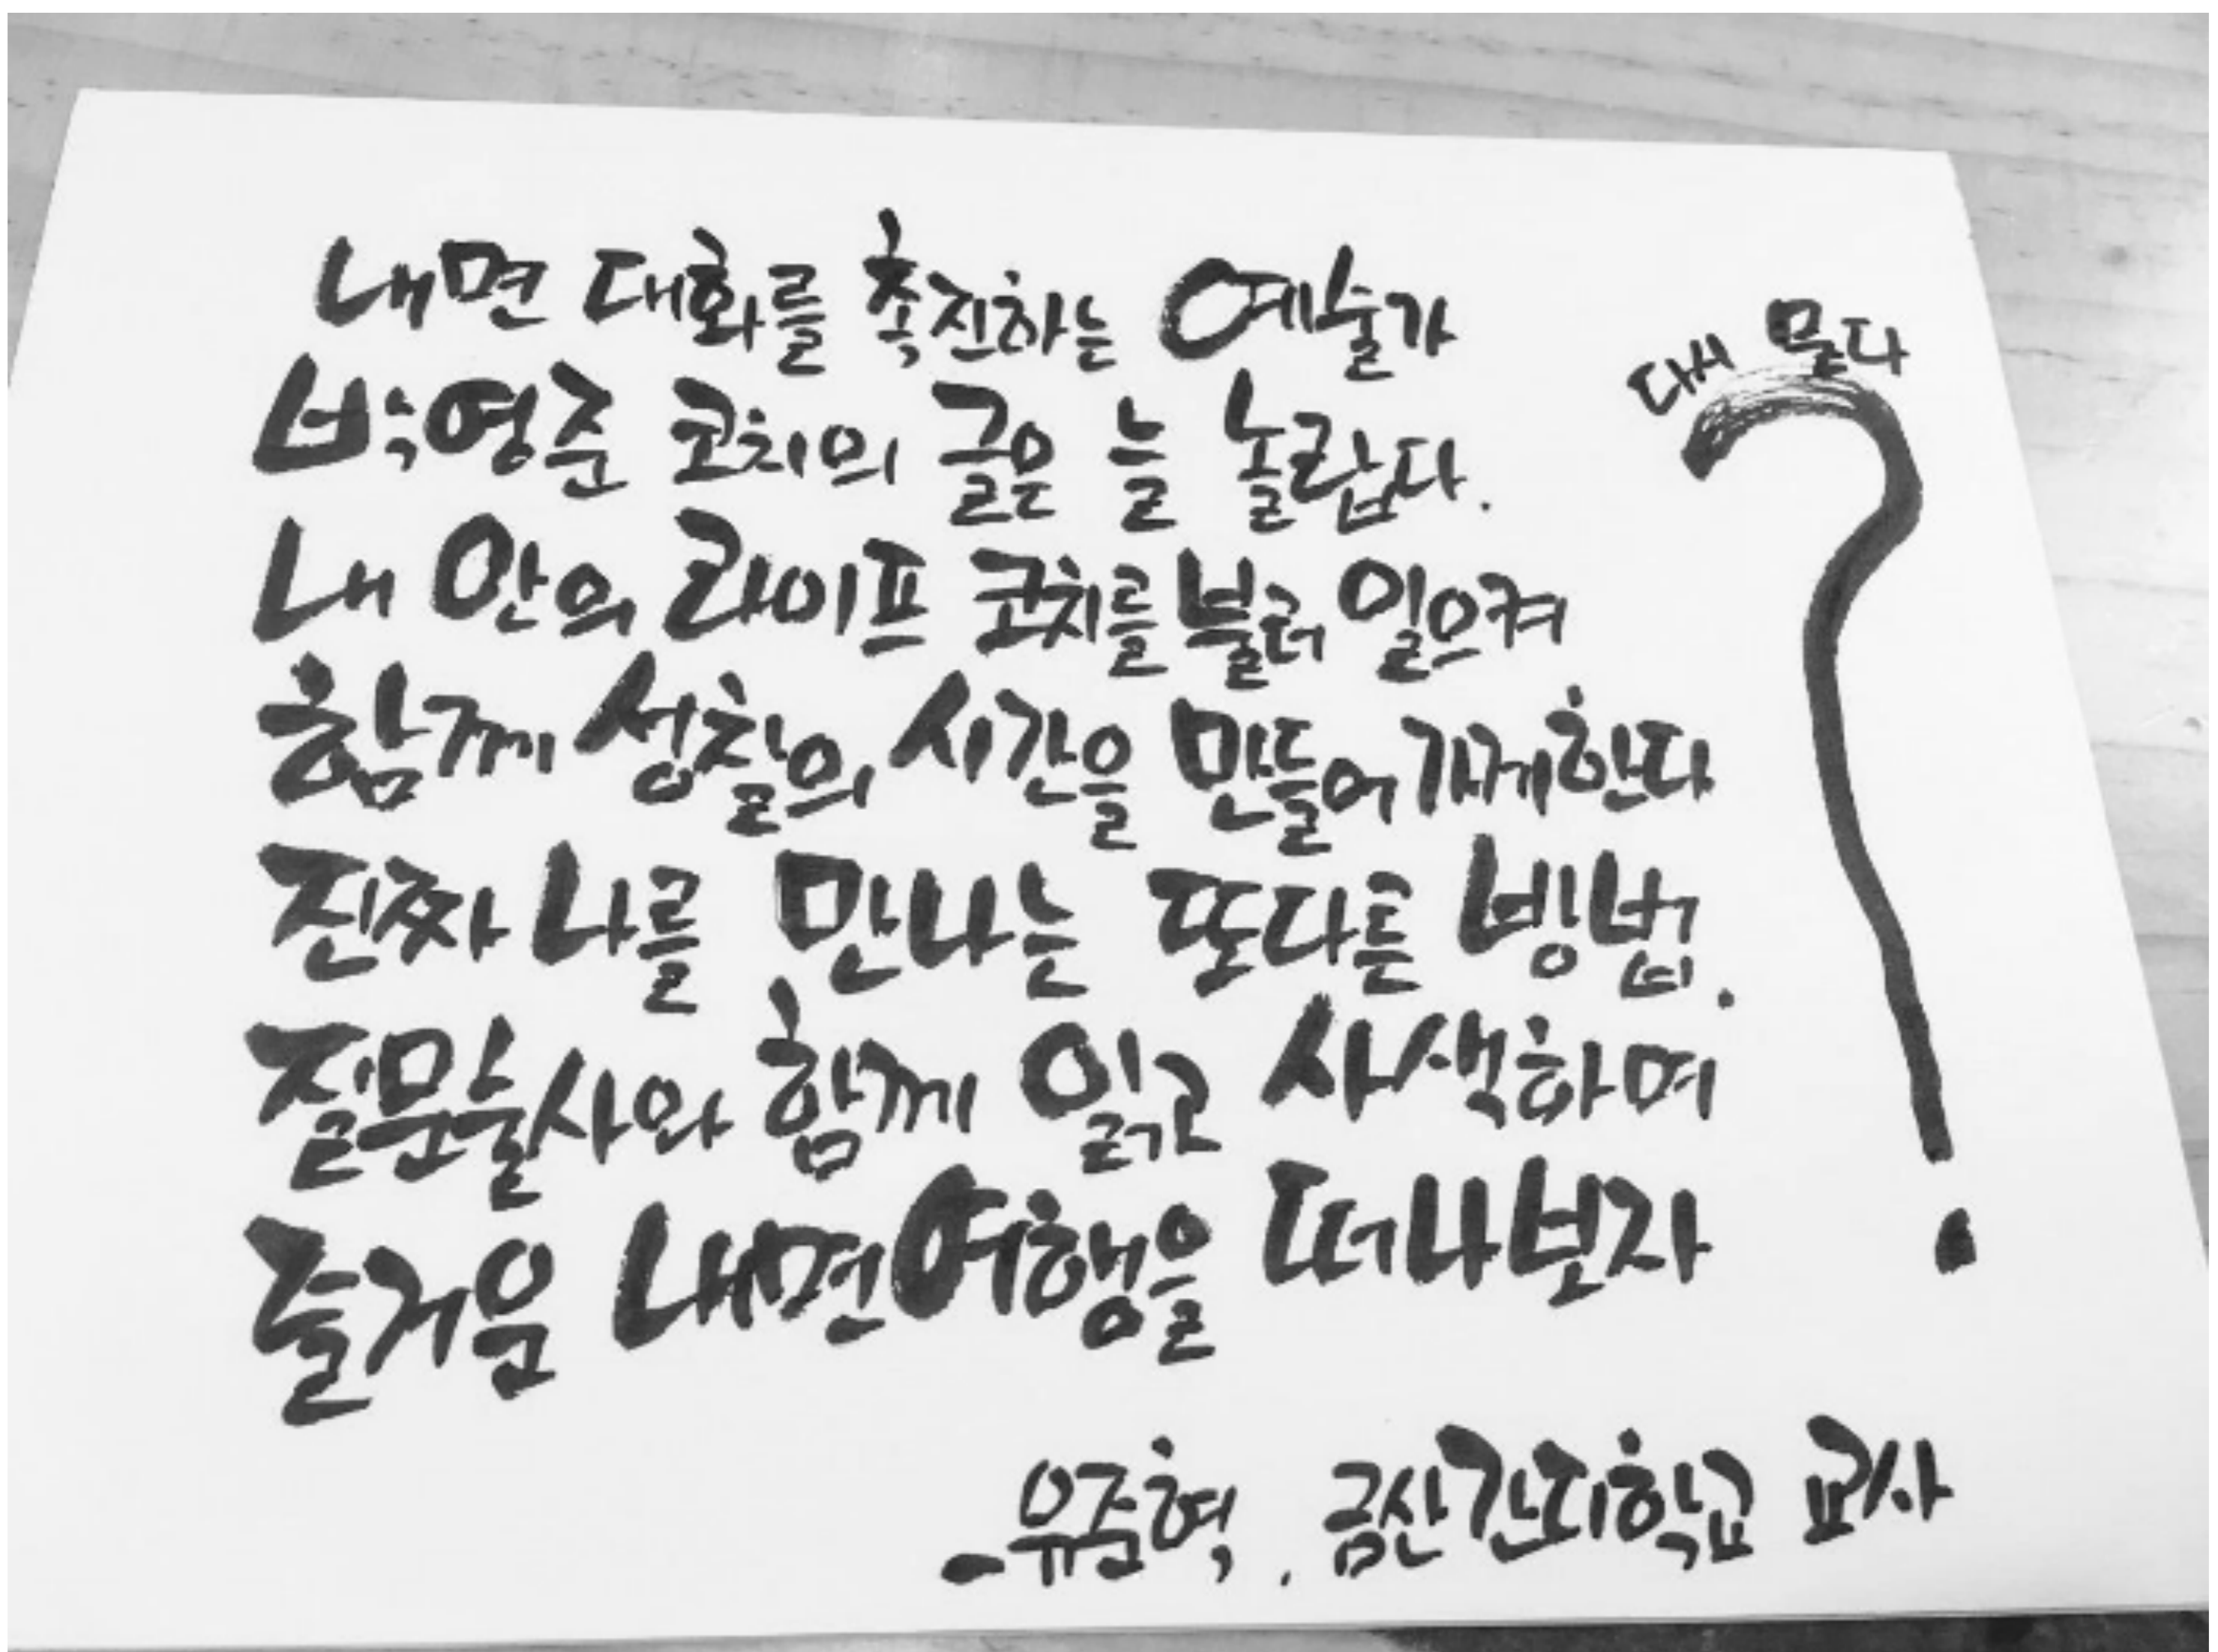 내면 대화를 촉진하는 예술가
박영준 코치의 글은 늘 놀랍다.
내 안의 라이프 코치를 불러 일으켜
함께 성찰의 시간을 만들어가게한다
진짜 나를 만나는 또다른 방법.
질문술사와 함께 읽고 사색하며
즐거운 내면여행을 떠나보자
-유준혁, 금산간디학교 교사
다시 묻다
?